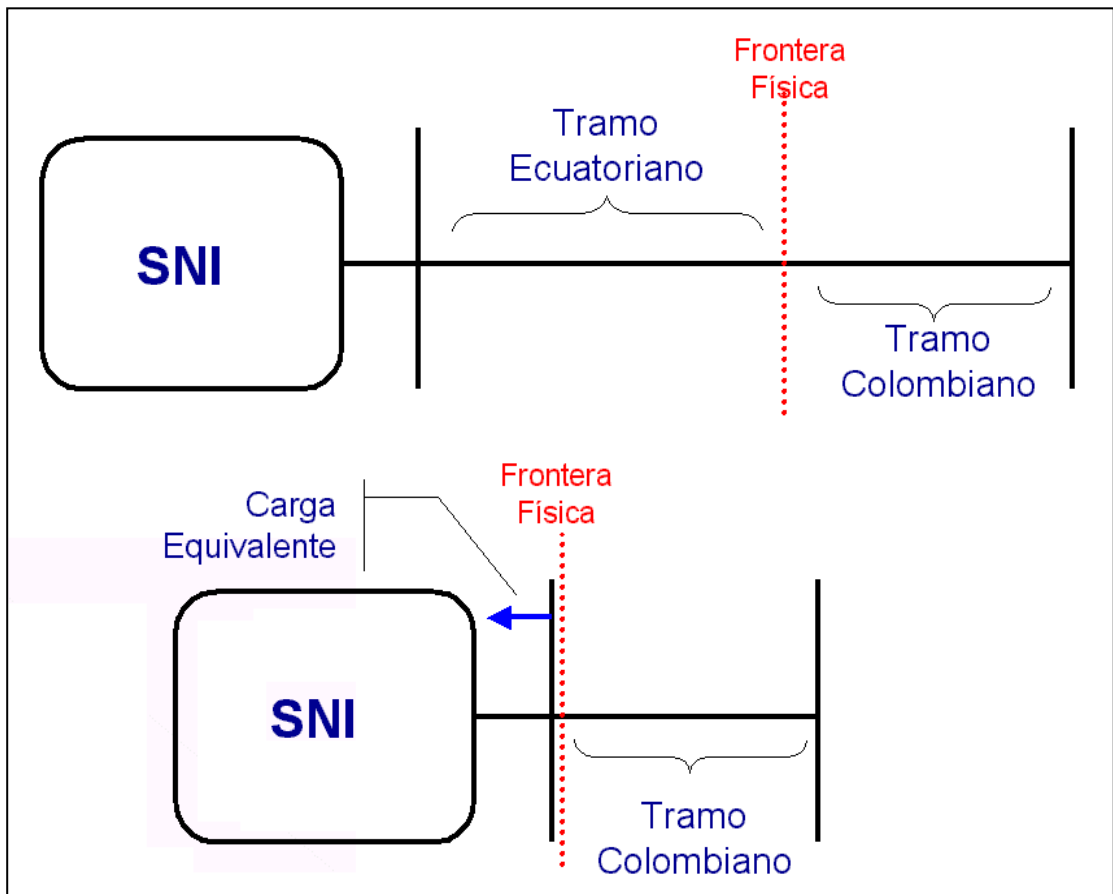 Frontera
Física
Tramo
Ecuatoriano
SNI
Tramo
Colombiano
Frontera
Física
Carga
Equivalente
SNI
Tramo
Colombiano